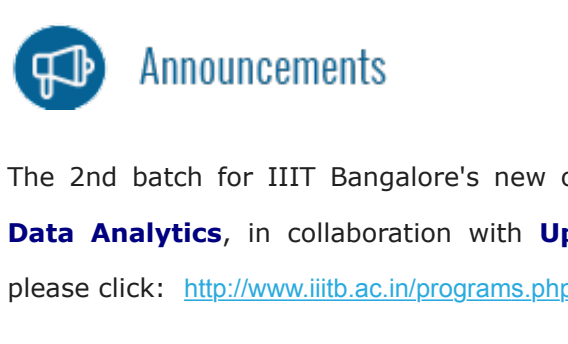 Announcements
The 2nd batch for IIIT Bangalore's new
Data Analytics, in collaboration with
please click: http://www.iiitb.ac.in/programs.php